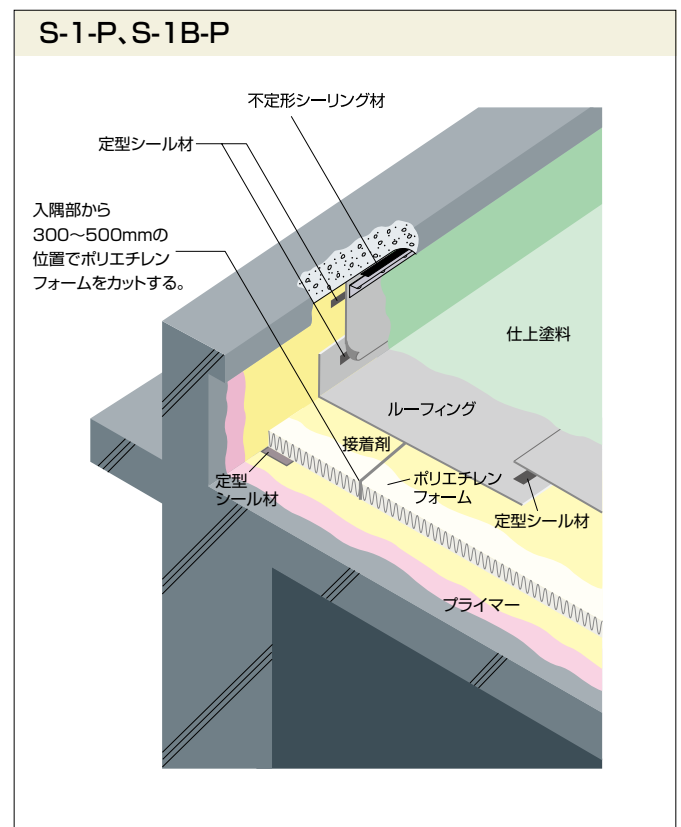 S-1-P、S-1B-P
不定形シーリング材
定型シール材
入隅部から
300〜500mmの
位置でポリエチレン
フォームをカットする。
仕上塗料
ルーフィング
接着剤
ポリエチレン
フォーム
定型
シール材
定型シール材
プライマー